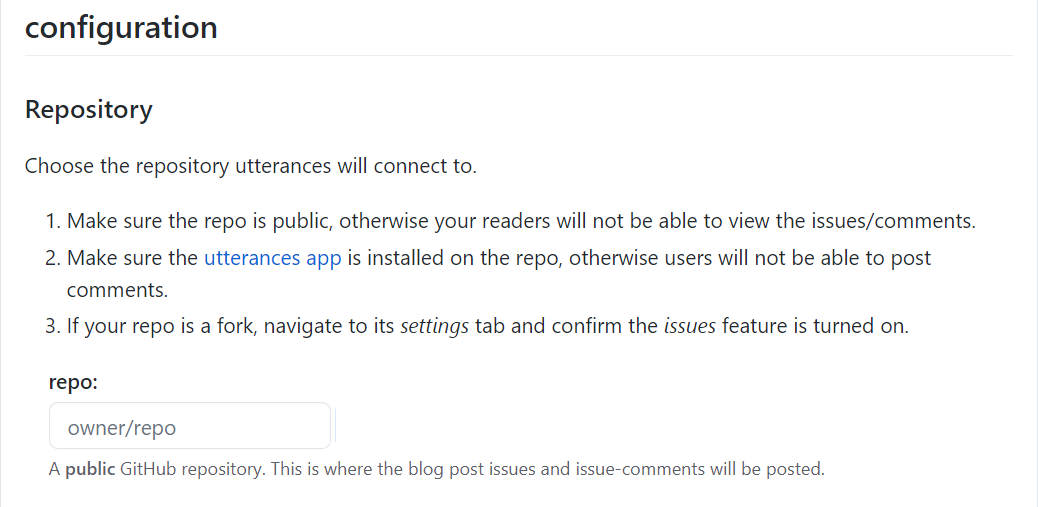 configuration
Repository
Choose the repository utterances will connect to.
1. Make sure the repo is public, otherwise your readers will not be able to view the issues/comments.
2. Make sure the utterances app is installed on the repo, otherwise users will not be able to post
comments.
3. If your repo is a fork, navigate to its settings tab and confirm the issues feature is turned on.
repo:
owner/repo
A public GitHub repository. This is where the blog post issues and issue-comments will be posted.